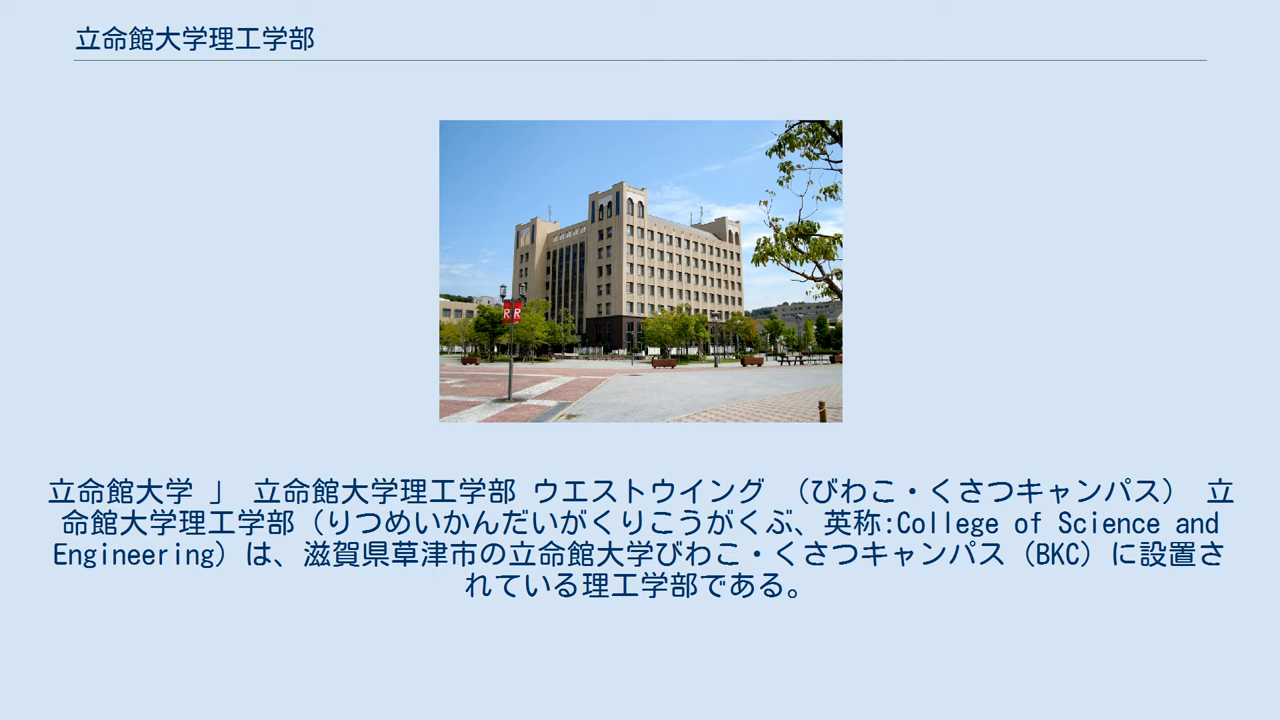 立命館大学理工学部
R R
立命館大学 」 立命館大学理工学部 ウエストウイング （びわこ・くさつキャンパス） 立
命館大学理工学部（りつめいかんだいがくりこうがくぶ、英称:College of Science and
Engineering）は、滋賀県草津市の立命館大学びわこ・くさつキャンパス（BKC）に設置さ
れている理工学部である。